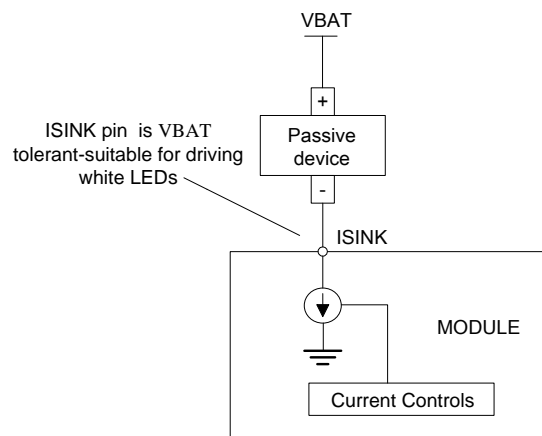 VBAT
+
Passive
device
-
ISINK pin is VBAT
tolerant-suitable for driving
white LEDs
ISINK
MODULE
Current Controls